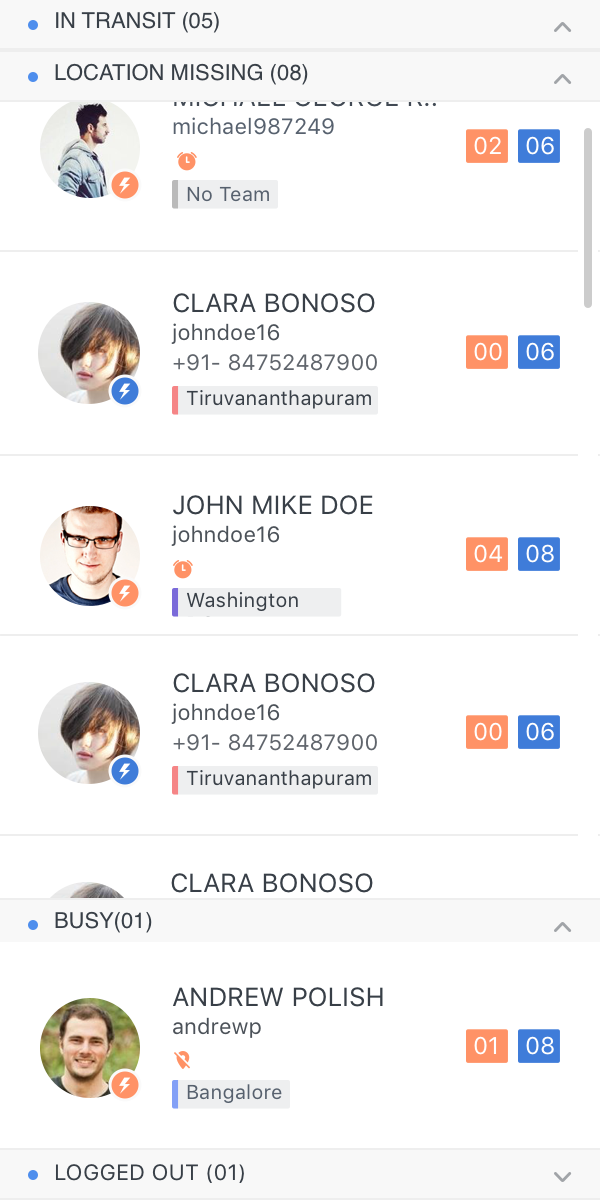 IN TRANSIT (05)
LOCATION MISSING (08)
MICHAEL GEORGE K..
michael987249
02 06
No Team
CLARA BONOSO
johndoe16
+91- 84752487900
00 06
Tiruvananthapuram
JOHN MIKE DOE
johndoe16
04 08
Washington
CLARA BONOSO
johndoe16
+91- 84752487900
00 06
Tiruvananthapuram
CLARA BONOSO
BUSY(01)
ANDREW POLISH
andrewp
01 08
Bangalore
LOGGED OUT (01)